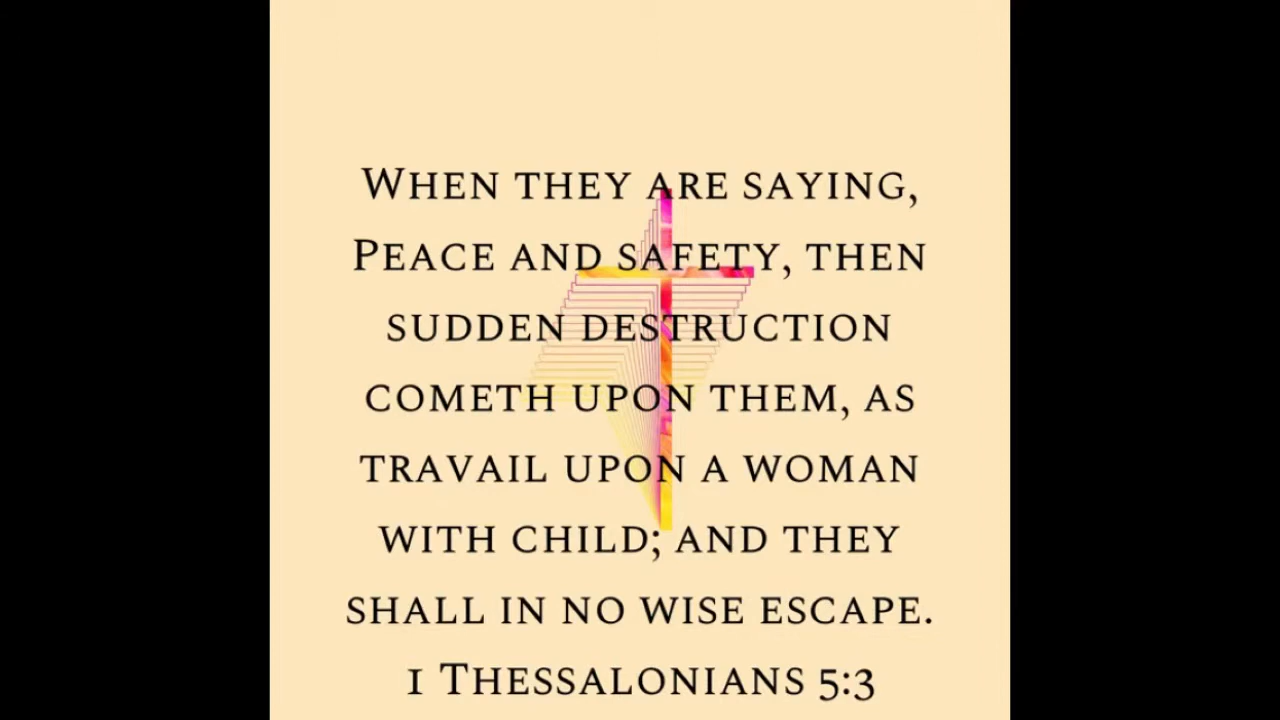 When they are saying,
Peace and safety, then
sudden destruction
cometh upon them, as
travail upon a woman
with child; and they
shall in no wise escape.
1 Thessalonians 5:3